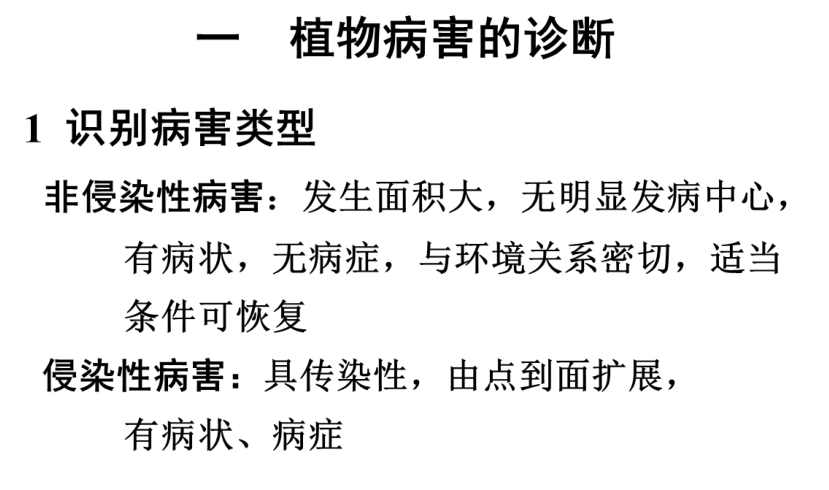 一 植物病害的诊断
1 识别病害类型
非侵染性病害：发生面积大，无明显发病中心，
有病状，无病症，与环境关系密切，适当
条件可恢复
侵染性病害：具传染性，由点到面扩展，
有病状、病症